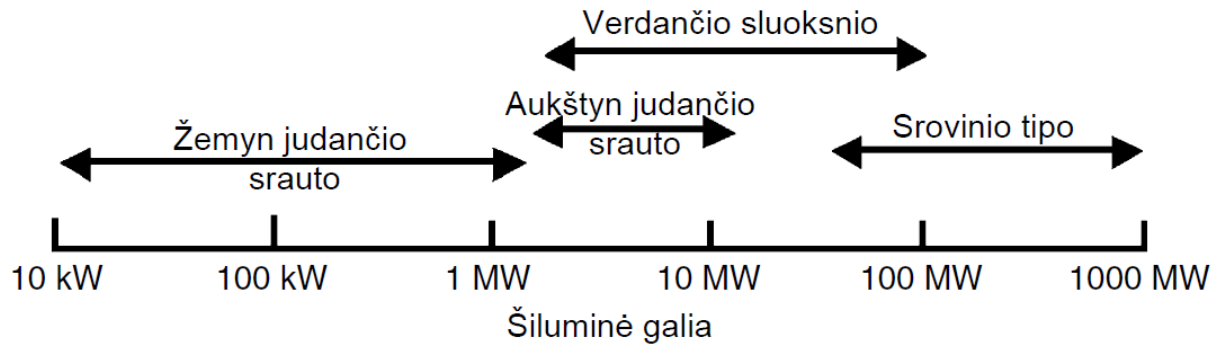 Verdančio sluoksnio
Aukštyn judančio
srauto
Srovinio tipo
Žemyn judančio
srauto
10 kW 100 kW 1 MW 10 MW 100 MW 1000 MW
Šiluminė galia